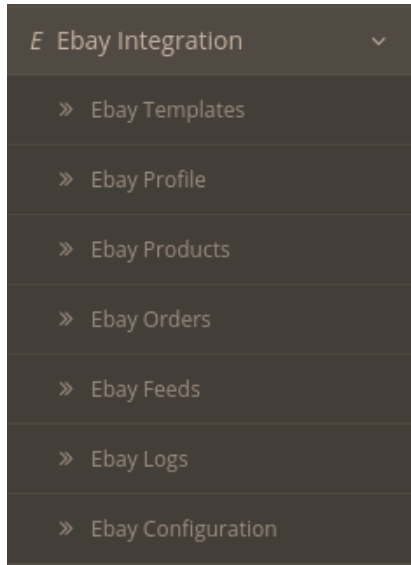 E Ebay Integration
Ebay Templates
Ebay Profile
Ebay Products
Ebay Orders
Ebay Feeds
Ebay Logs
Ebay Configuration